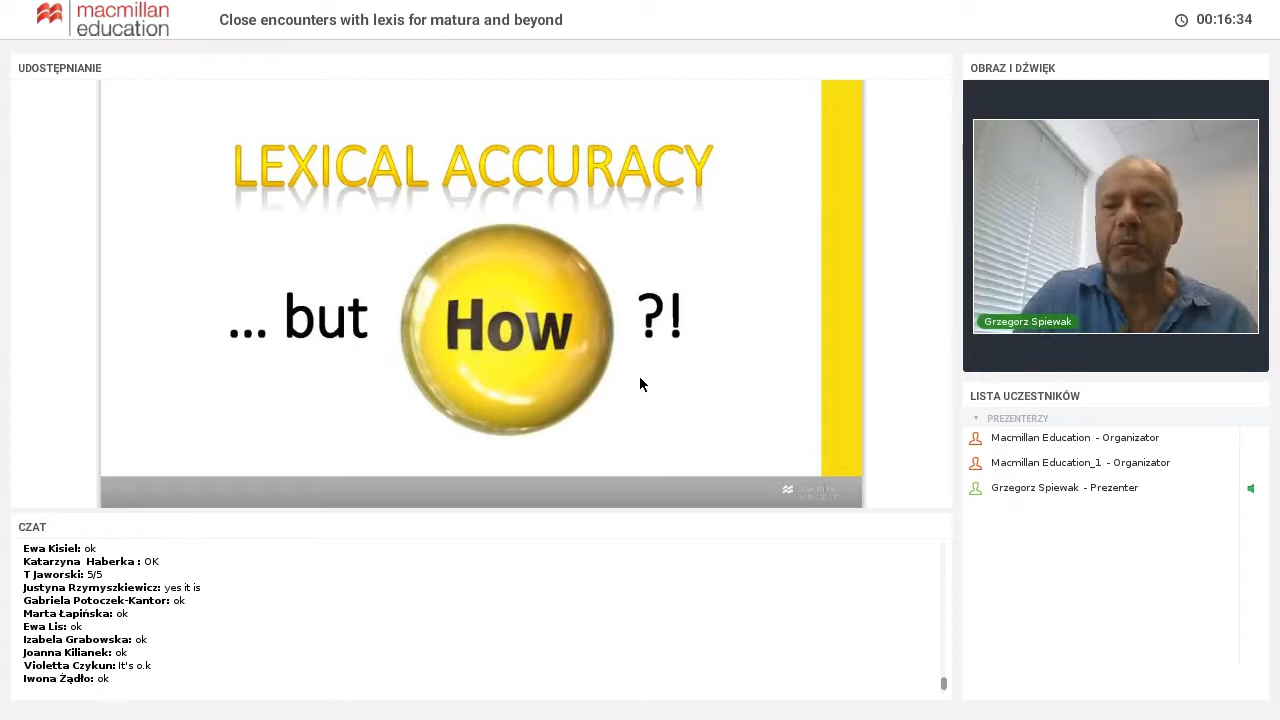 macmillan
education
Close encounters with lexis for matura and beyond
00:16:34
UDOSTĘPNIANIE
LEXICAL ACCURACY
... but How ?!
OBRAZ I DŹWIĘK
Grzegorz Spiewak
LISTA UCZESTNIKÓW
PREZENTERZY
Macmillan Education - Organizator
Macmillan Education_1 - Organizator
Grzegorz Spiewak - Prezenter
CZAT
Ewa Kisiel: ok
Katarzyna Haberka : OK
T Jaworski: 5/5
Justyna Rzymyszkiewicz: yes it is
Gabriela Potoczek-Kantor: ok
Marta Łapińska: ok
Ewa Lis: ok
Izabela Grabowska: ok
Joanna Kilianek: ok
Violetta Czykun: It's o.k
Iwona Żądło: ok